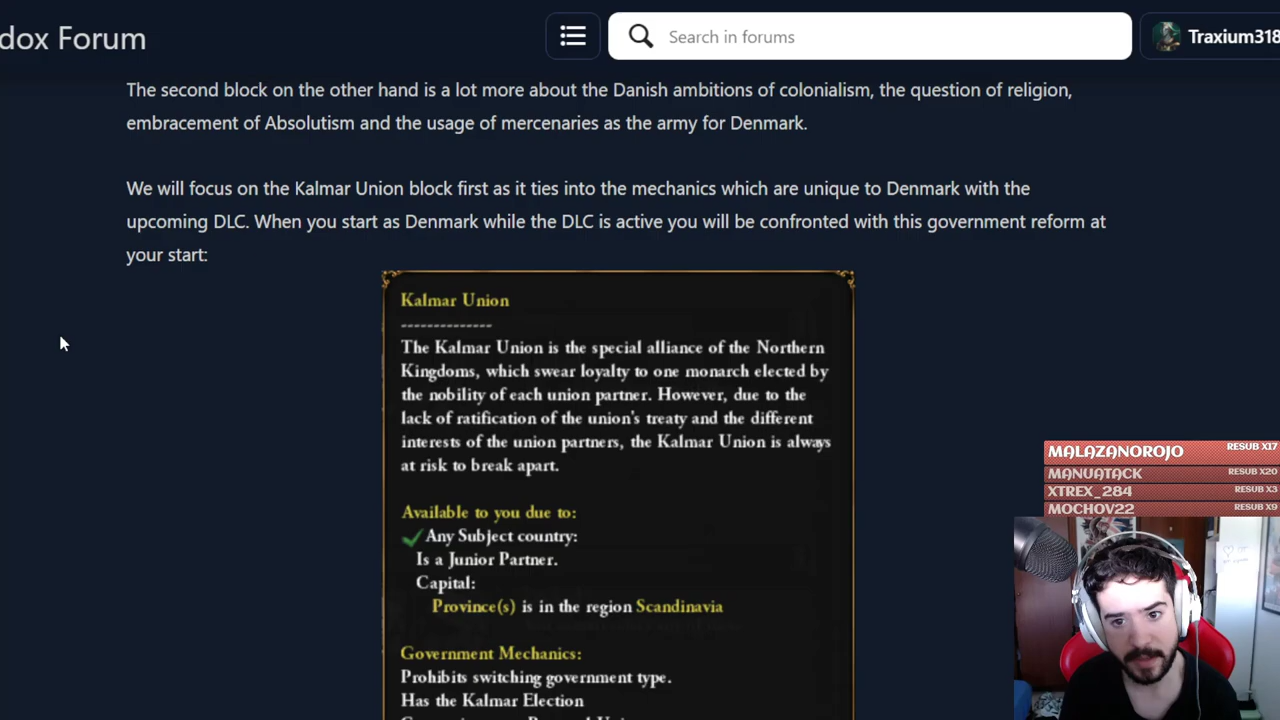 dox Forum
Search in forums
Traxium318
The second block on the other hand is a lot more about the Danish ambitions of colonialism, the question of religion,
embracement of Absolutism and the usage of mercenaries as the army for Denmark.
We will focus on the Kalmar Union block first as it ties into the mechanics which are unique to Denmark with the
upcoming DLC. When you start as Denmark while the DLC is active you will be confronted with this government reform at
your start:
Kalmar Union
--------------
The Kalmar Union is the special alliance of the Northern
Kingdoms, which swear loyalty to one monarch elected by
the nobility of each union partner. However, due to the
lack of ratification of the union's treaty and the different
interests of the union partners, the Kalmar Union is always
at risk to break apart.
Available to you due to:
Any Subject country:
Is a Junior Partner.
Capital:
Province(s) is in the region Scandinavia
Government Mechanics:
Prohibits switching government type.
Has the Kalmar Election
MALAZANOROJO RESUB X17
MANUATACK RESUB X20
XTREX_284 RESUB X3
MOCHOV22 RESUB X9